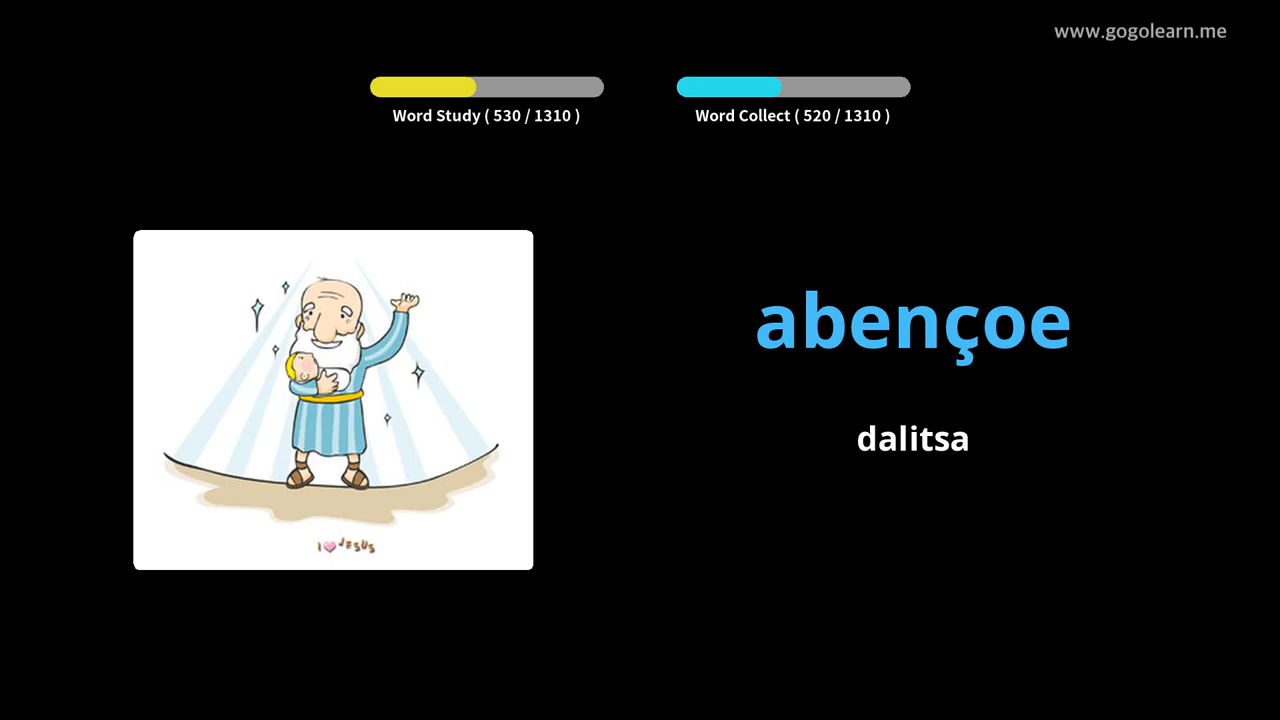 www.gogolearn.me
Word Study ( 530 / 1310 )
Word Collect ( 520 / 1310 )
abençoe
dalitsa
I JESUS